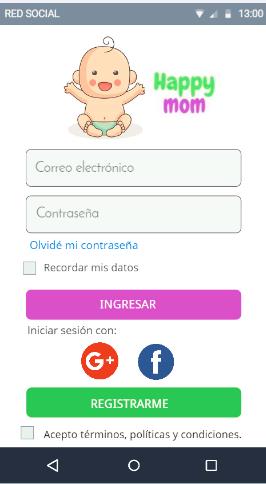 RED SOCIAL 13:00
Happy
mom
Correo electrónico
Contraseña
Olvidé mi contraseña
Recordar mis datos
INGRESAR
Iniciar sesión con:
G+ f
REGISTRARME
Acepto términos, políticas y condiciones.